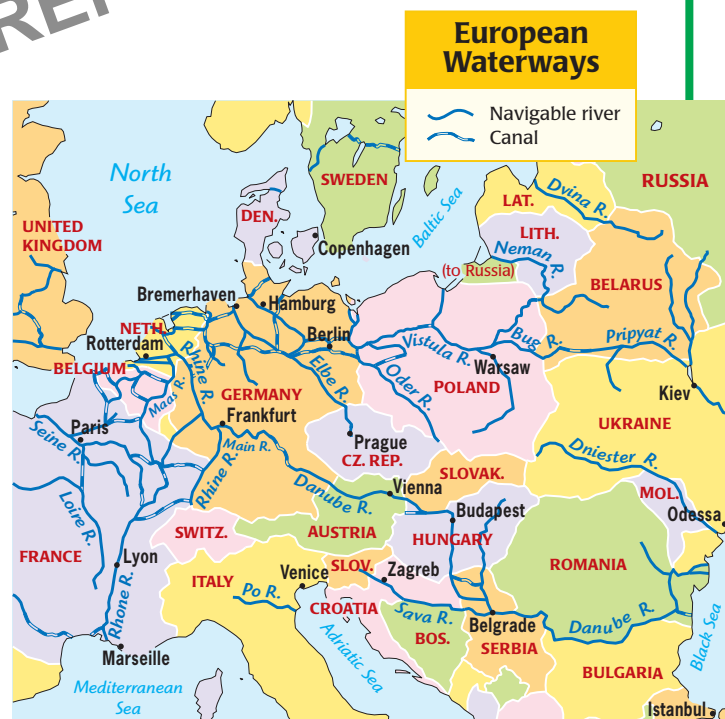 European
Waterways
Navigable river
Canal
North
Sea
SWEDEN
RUSSIA
DEN.
Baltic Sea
LAT.
Dvina R.
UNITED
KINGDOM
Copenhagen
LITH.
Neman R.
(to Russia)
BELARUS
Bremerhaven
Hamburg
NETH.
Rotterdam
Berlin
BELGIUM
Rhine R.
Maas R.
Elbe R.
Vistula R.
Oder R.
Bug R.
Pripyat R.
Warsaw
POLAND
GERMANY
Kiev
Frankfurt
Paris
Seine R.
UKRAINE
Main R.
Prague
CZ. REP.
Dniester R.
Rhine R.
Loire R.
SLOVAK.
Danube R.
Vienna
MOL.
Budapest
Odessa
SWITZ.
AUSTRIA
HUNGARY
FRANCE
Lyon
ITALY
Venice
SLOV.
Zagreb
ROMANIA
Rhone R.
Po R.
CROATIA
Sava R.
Belgrade
Danube R.
BOS.
SERBIA
Adriatic Sea
Black Sea
Marseille
BULGARIA
Mediterranean
Sea
Istanbul